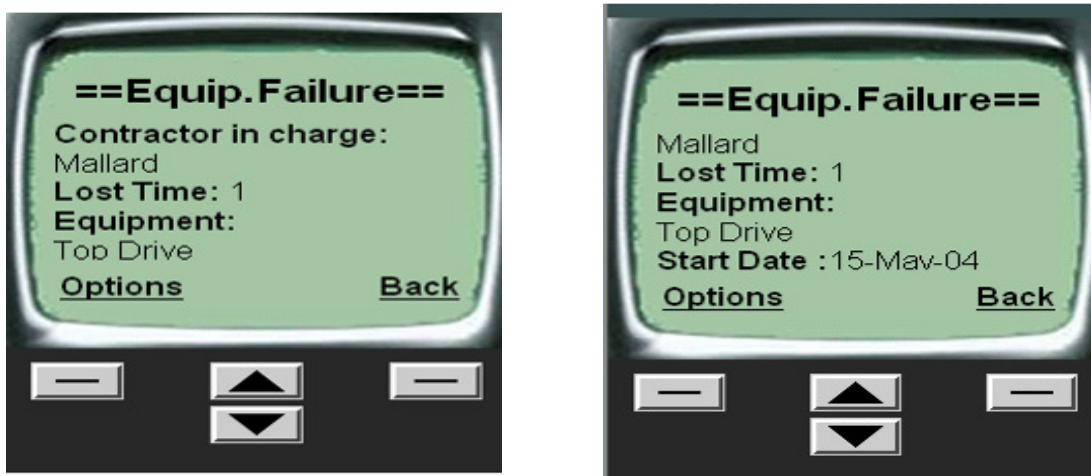 ==Equip.Failure==
Contractor in charge:
Mallard
Lost Time: 1
Equipment:
Top Drive
Options Back
==Equip.Failure==
Mallard
Lost Time: 1
Equipment:
Top Drive
Start Date :15-May-04
Options Back